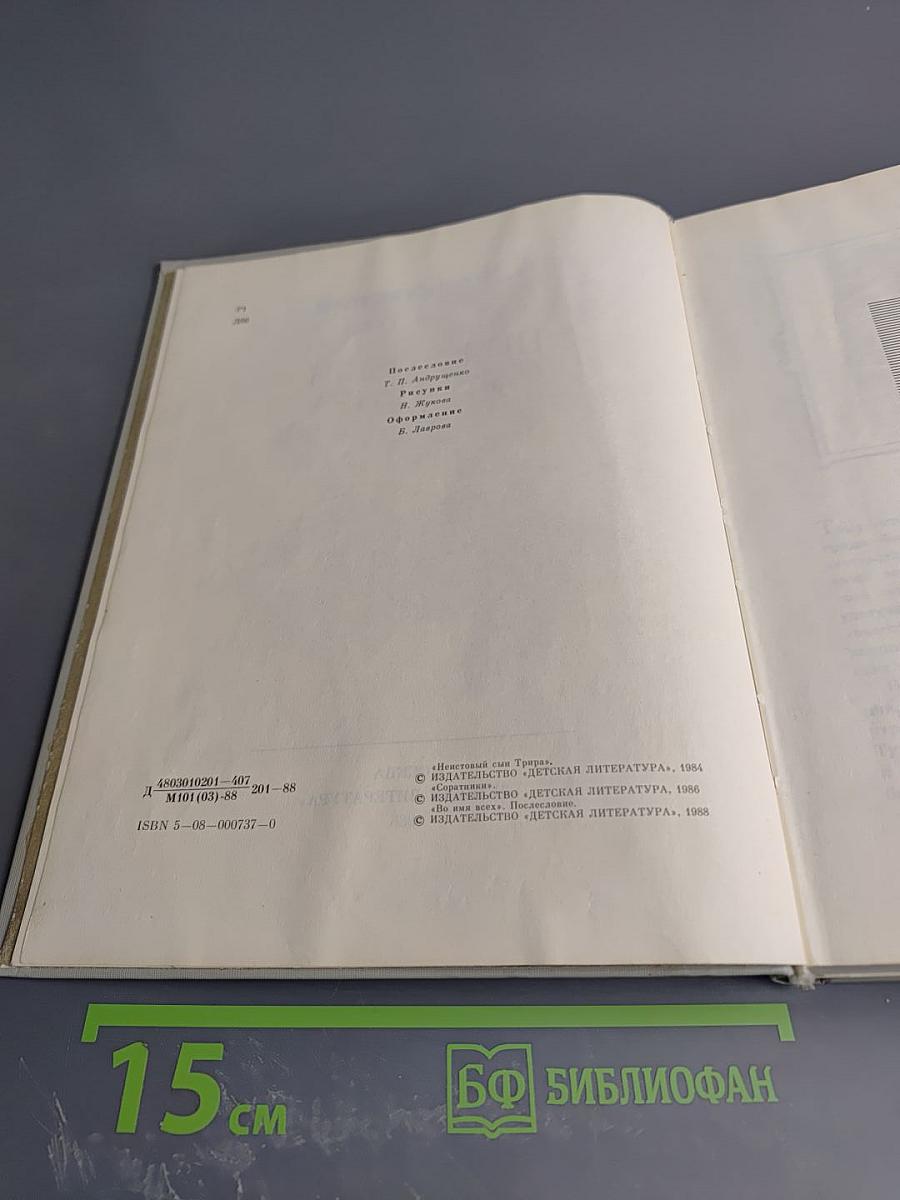 Послесловие
Т. П. Андрущенко
Рисунки
Н. Жукова
Оформление
Б. Лаврова
Д 4803010201—407
М101(03)-88 201—88
ISBN 5—08—000737—0
«Неистовый сын Трира».
© ИЗДАТЕЛЬСТВО «ДЕТСКАЯ ЛИТЕРАТУРА», 1984
«Соратники».
© ИЗДАТЕЛЬСТВО «ДЕТСКАЯ ЛИТЕРАТУРА», 1986
«Во имя всех». Послесловие.
© ИЗДАТЕЛЬСТВО «ДЕТСКАЯ ЛИТЕРАТУРА», 1988
15 см
БФ БИБЛИОФАН